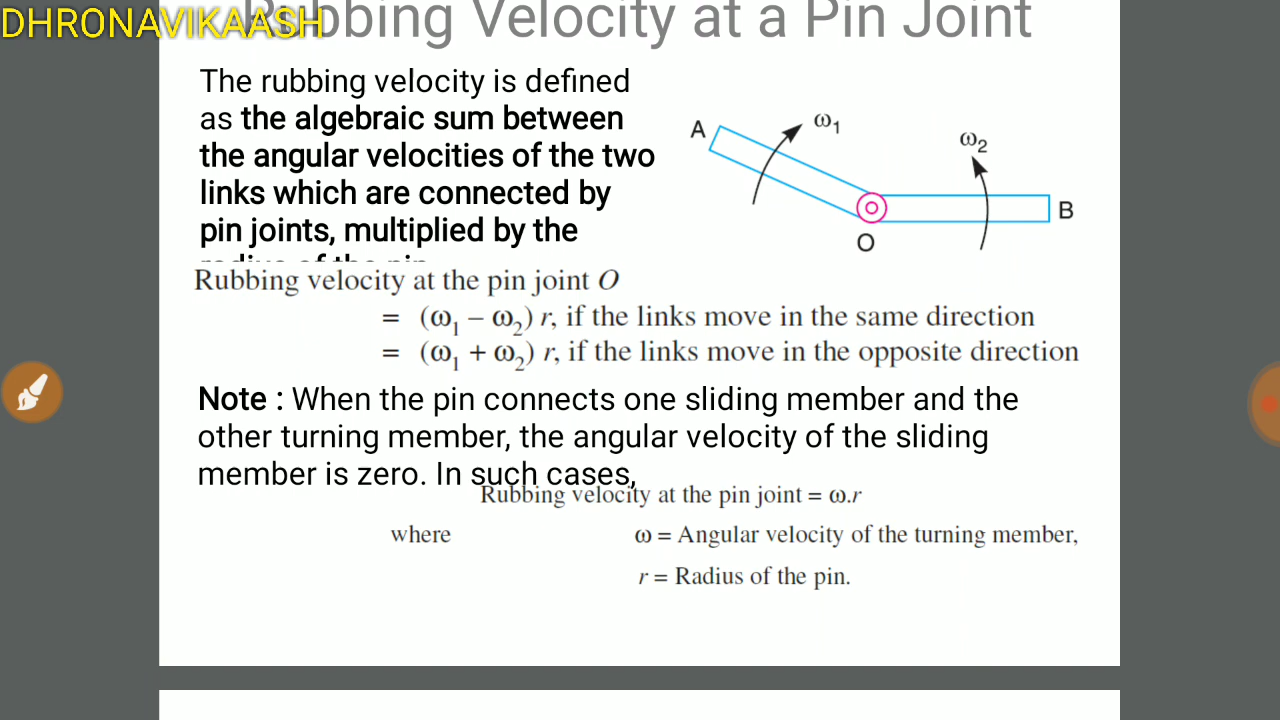 DHRONAVIKAASH
Rubbing Velocity at a Pin Joint
The rubbing velocity is defined
as the algebraic sum between
the angular velocities of the two
links which are connected by
pin joints, multiplied by the
radius of the pin
A
ω1
ω2
B
O
Rubbing velocity at the pin joint O
= (ω1 – ω2) r, if the links move in the same direction
= (ω1 + ω2) r, if the links move in the opposite direction
Note : When the pin connects one sliding member and the
other turning member, the angular velocity of the sliding
member is zero. In such cases,
Rubbing velocity at the pin joint = ω.r
where ω = Angular velocity of the turning member,
r = Radius of the pin.